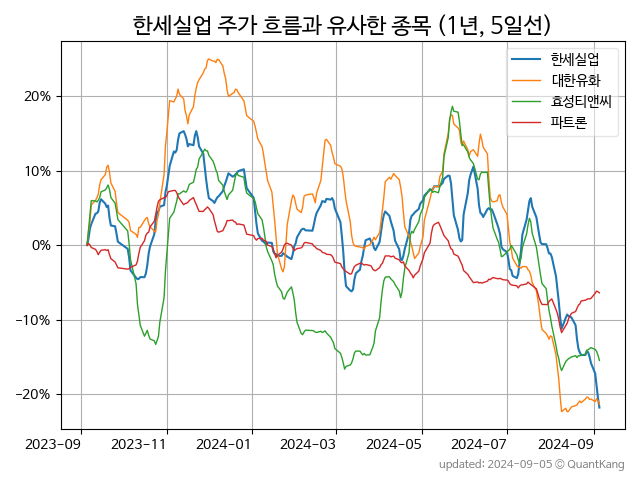 한세실업 주가 흐름과 유사한 종목 (1년, 5일선)
한세실업
대한유화
효성티앤씨
파트론
20%
10%
0%
−10%
−20%
2023-09 2023-11 2024-01 2024-03 2024-05 2024-07 2024-09
updated: 2024-09-05 © QuantKang